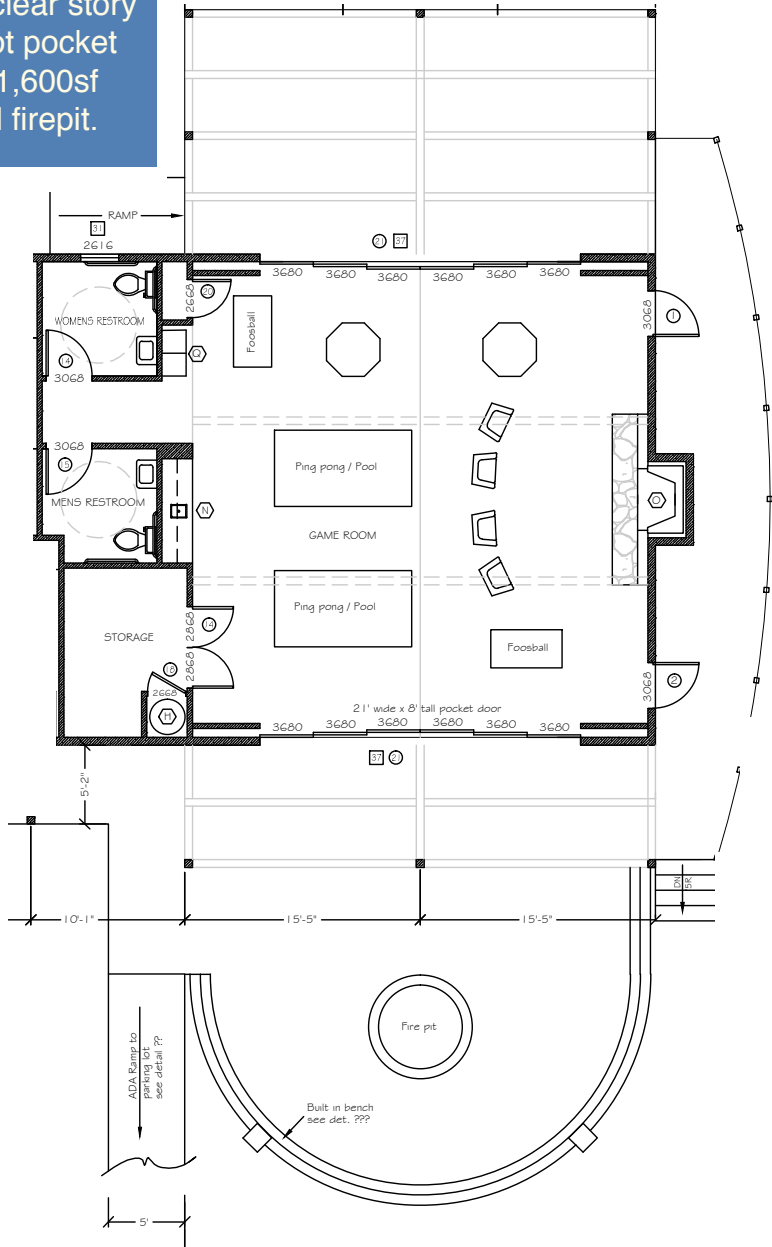 clear story
ot pocket
1,600sf
firepit.
RAMP
31
2616
21 37
3680 3680 3680 3680 3680 3680
2668
20
3068
1
WOMENS RESTROOM
Foosball
Q
14
3068
3068
15
MENS RESTROOM
Ping pong / Pool
N
O
GAME ROOM
Ping pong / Pool
STORAGE
2868
14
2868
Foosball
18
2668
H
3068
2
21' wide x 8' tall pocket door
3680 3680 3680 3680 3680 3680
37 21
5'-2"
DN
5R
10'-1"
15'-5"
15'-5"
Fire pit
ADA Ramp to
parking lot
see detail ??
Built in bench
see det. ???
5'